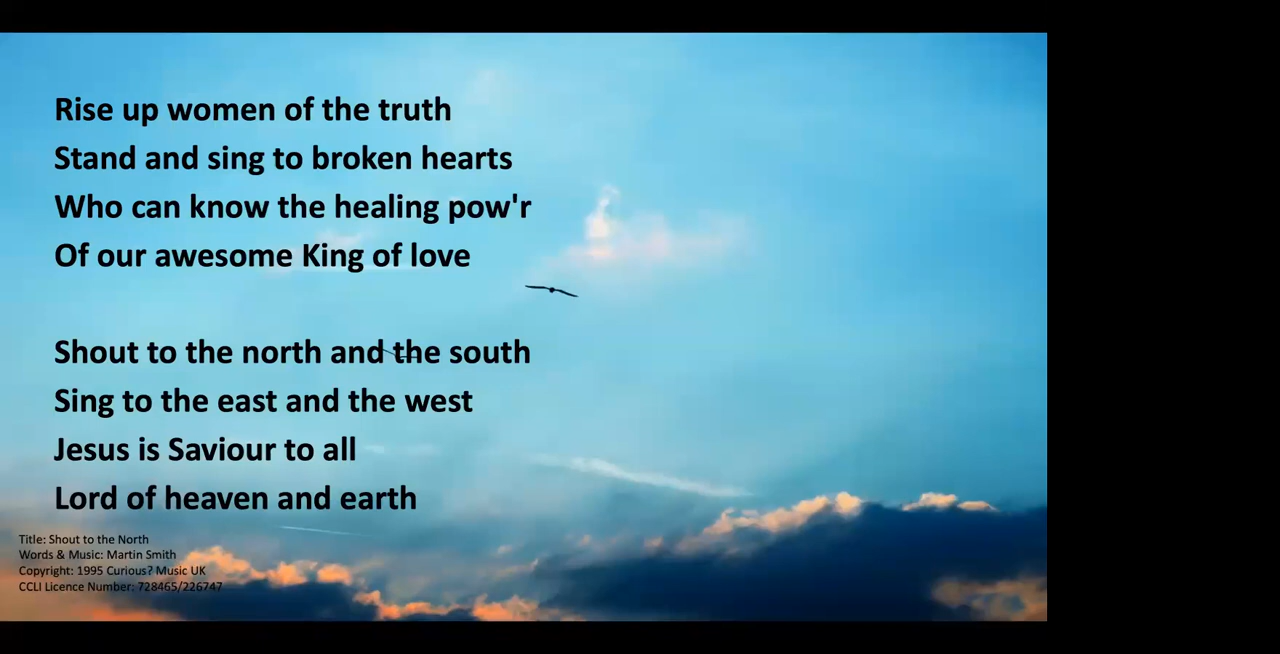 Rise up women of the truth
Stand and sing to broken hearts
Who can know the healing pow'r
Of our awesome King of love
Shout to the north and the south
Sing to the east and the west
Jesus is Saviour to all
Lord of heaven and earth
Title: Shout to the North
Words & Music: Martin Smith
Copyright: 1995 Curious? Music UK
CCLI Licence Number: 728465/226747